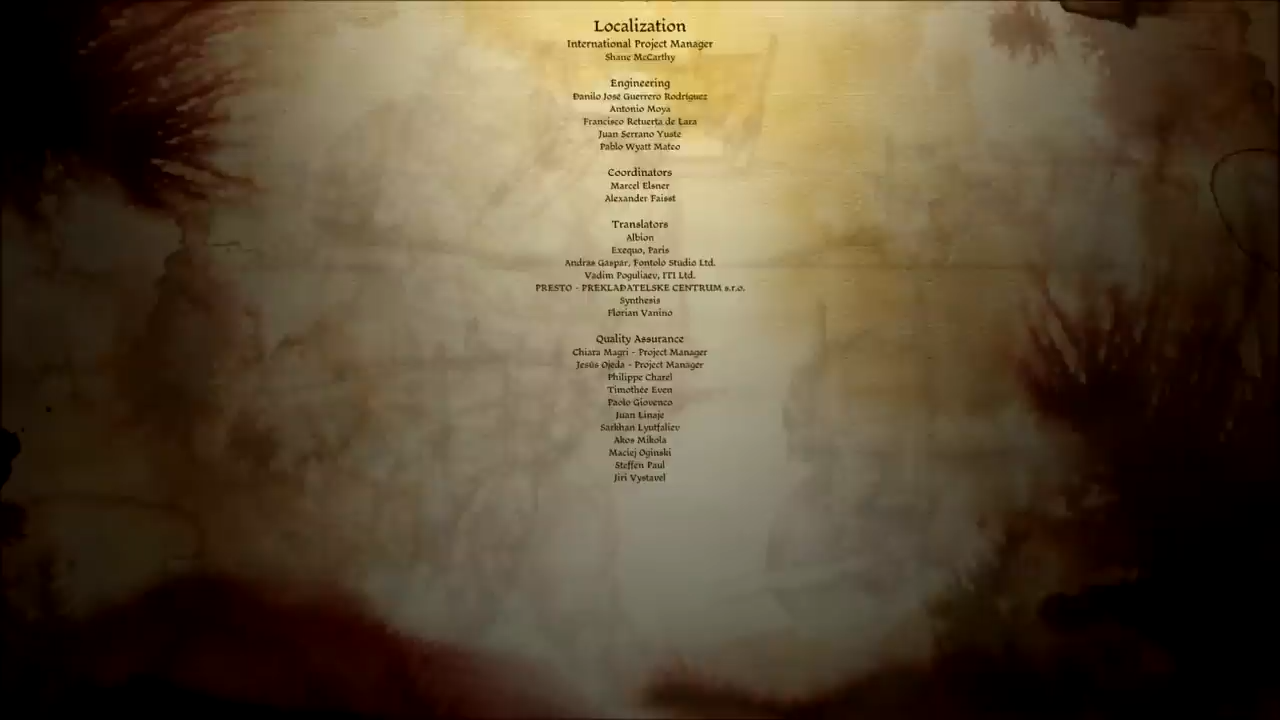 Localization
International Project Manager
Shane McCarthy
Engineering
Danilo José Guerrero Rodríguez
Antonio Moya
Francisco Retuerta de Lara
Juan Serrano Yuste
Pablo Wyatt Mateo
Coordinators
Marcel Elsner
Alexander Faisst
Translators
Albion
Exequo, Paris
Andras Gaspar, Fontoló Studio Ltd.
Vadim Poguliaev, ITI Ltd.
PRESTO - PREKLADATELSKE CENTRUM s.r.o.
Synthesis
Florian Vanino
Quality Assurance
Chiara Magri - Project Manager
Jesús Ojeda - Project Manager
Philippe Charel
Timothée Even
Paolo Giovenco
Juan Linaje
Sarkhan Lyutfaliev
Akos Mikola
Maciej Oginski
Steffen Paul
Jiri Vystavel